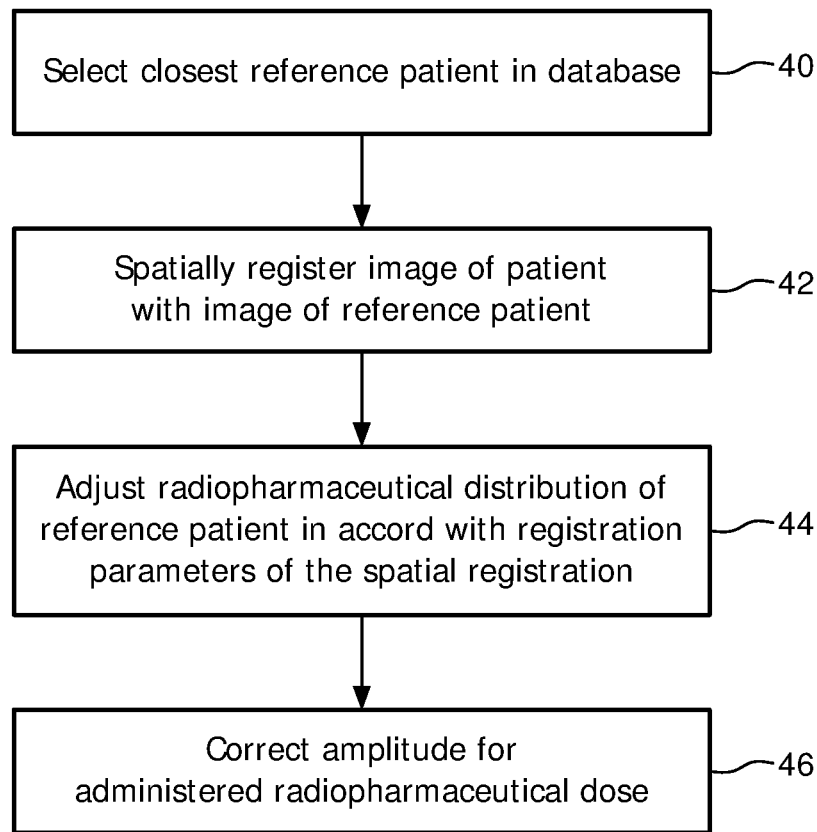 Select closest reference patient in database
40
Spatially register image of patient
with image of reference patient
42
Adjust radiopharmaceutical distribution of
reference patient in accord with registration
parameters of the spatial registration
44
Correct amplitude for
administered radiopharmaceutical dose
46